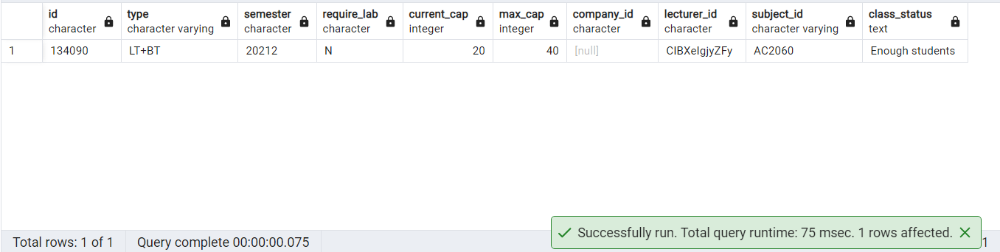 id type semester require_lab current_cap max_cap company_id lecturer_id subject_id class_status
character character varying character character integer integer character character character varying text
1 134090 LT+BT 20212 N 20 40 [null] CIBXeIgjyZFy AC2060 Enough students
Successfully run. Total query runtime: 75 msec. 1 rows affected.
Total rows: 1 of 1 Query complete 00:00:00.075 1